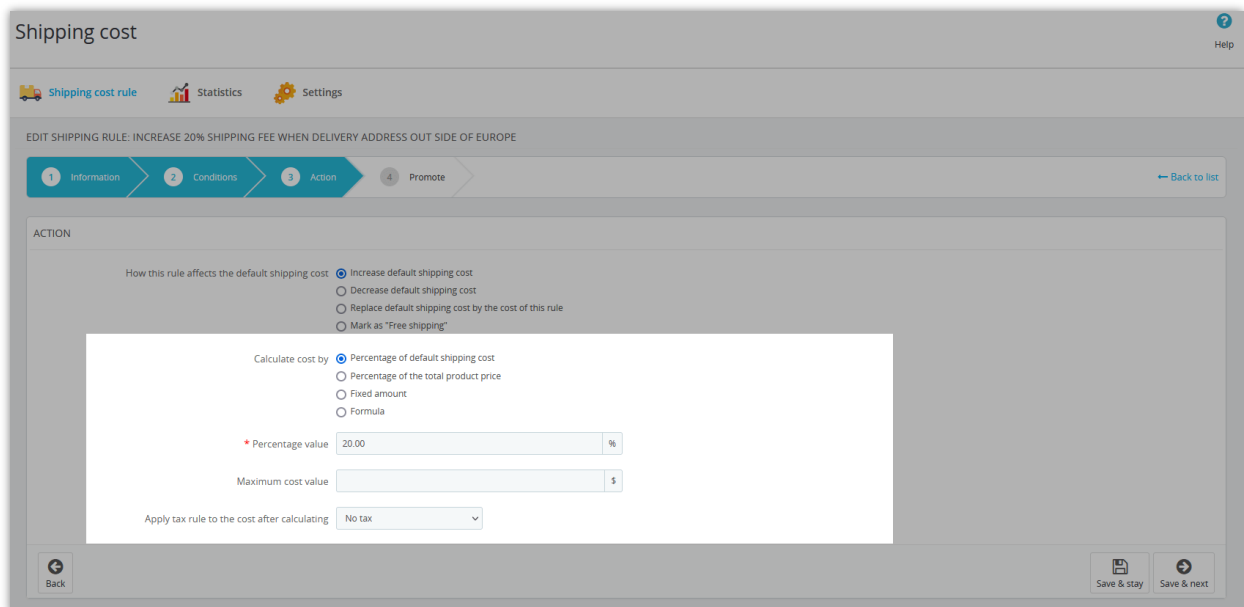 Shipping cost
Help
Shipping cost rule Statistics Settings
EDIT SHIPPING RULE: INCREASE 20% SHIPPING FEE WHEN DELIVERY ADDRESS OUT SIDE OF EUROPE
1 Information 2 Conditions 3 Action 4 Promote ← Back to list
ACTION
How this rule affects the default shipping cost Increase default shipping cost
Decrease default shipping cost
Replace default shipping cost by the cost of this rule
Mark as "Free shipping"
Calculate cost by Percentage of default shipping cost
Percentage of the total product price
Fixed amount
Formula
* Percentage value 20.00 %
Maximum cost value $
Apply tax rule to the cost after calculating No tax
Back Save & stay Save & next